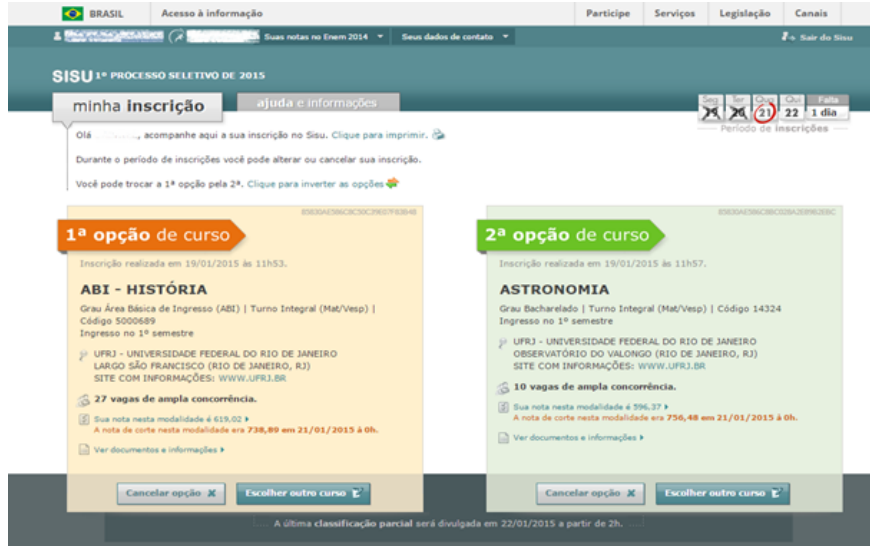 BRASIL Acesso à informação Participe Serviços Legislação Canais
Suas notas no Enem 2014 Seus dados de contato Sair do Sisu
SISU 1º PROCESSO SELETIVO DE 2015
minha inscrição ajuda e informações
Seg Ter Qua Qui Falta
19 20 21 22 1 dia
Período de inscrições
Olá , acompanhe aqui a sua inscrição no Sisu. Clique para imprimir.
Durante o período de inscrições você pode alterar ou cancelar sua inscrição.
Você pode trocar a 1ª opção pela 2ª. Clique para inverter as opções
1ª opção de curso
Inscrição realizada em 19/01/2015 às 11h53.
ABI - HISTÓRIA
Grau Área Básica de Ingresso (ABI) | Turno Integral (Mat/Vesp) |
Código 5000689
Ingresso no 1º semestre
UFRJ - UNIVERSIDADE FEDERAL DO RIO DE JANEIRO
LARGO SÃO FRANCISCO (RIO DE JANEIRO, RJ)
SITE COM INFORMAÇÕES: WWW.UFRJ.BR
27 vagas de ampla concorrência.
Sua nota nesta modalidade é 619,02
A nota de corte nesta modalidade era 738,89 em 21/01/2015 à 0h.
Ver documentos e informações
Cancelar opção X Escolher outro curso
2ª opção de curso
Inscrição realizada em 19/01/2015 às 11h57.
ASTRONOMIA
Grau Bacharelado | Turno Integral (Mat/Vesp) | Código 14324
Ingresso no 1º semestre
UFRJ - UNIVERSIDADE FEDERAL DO RIO DE JANEIRO
OBSERVATÓRIO DO VALONGO (RIO DE JANEIRO, RJ)
SITE COM INFORMAÇÕES: WWW.UFRJ.BR
10 vagas de ampla concorrência.
Sua nota nesta modalidade é 596,37
A nota de corte nesta modalidade era 756,48 em 21/01/2015 à 0h.
Ver documentos e informações
Cancelar opção X Escolher outro curso
A última classificação parcial será divulgada em 22/01/2015 a partir de 2h.